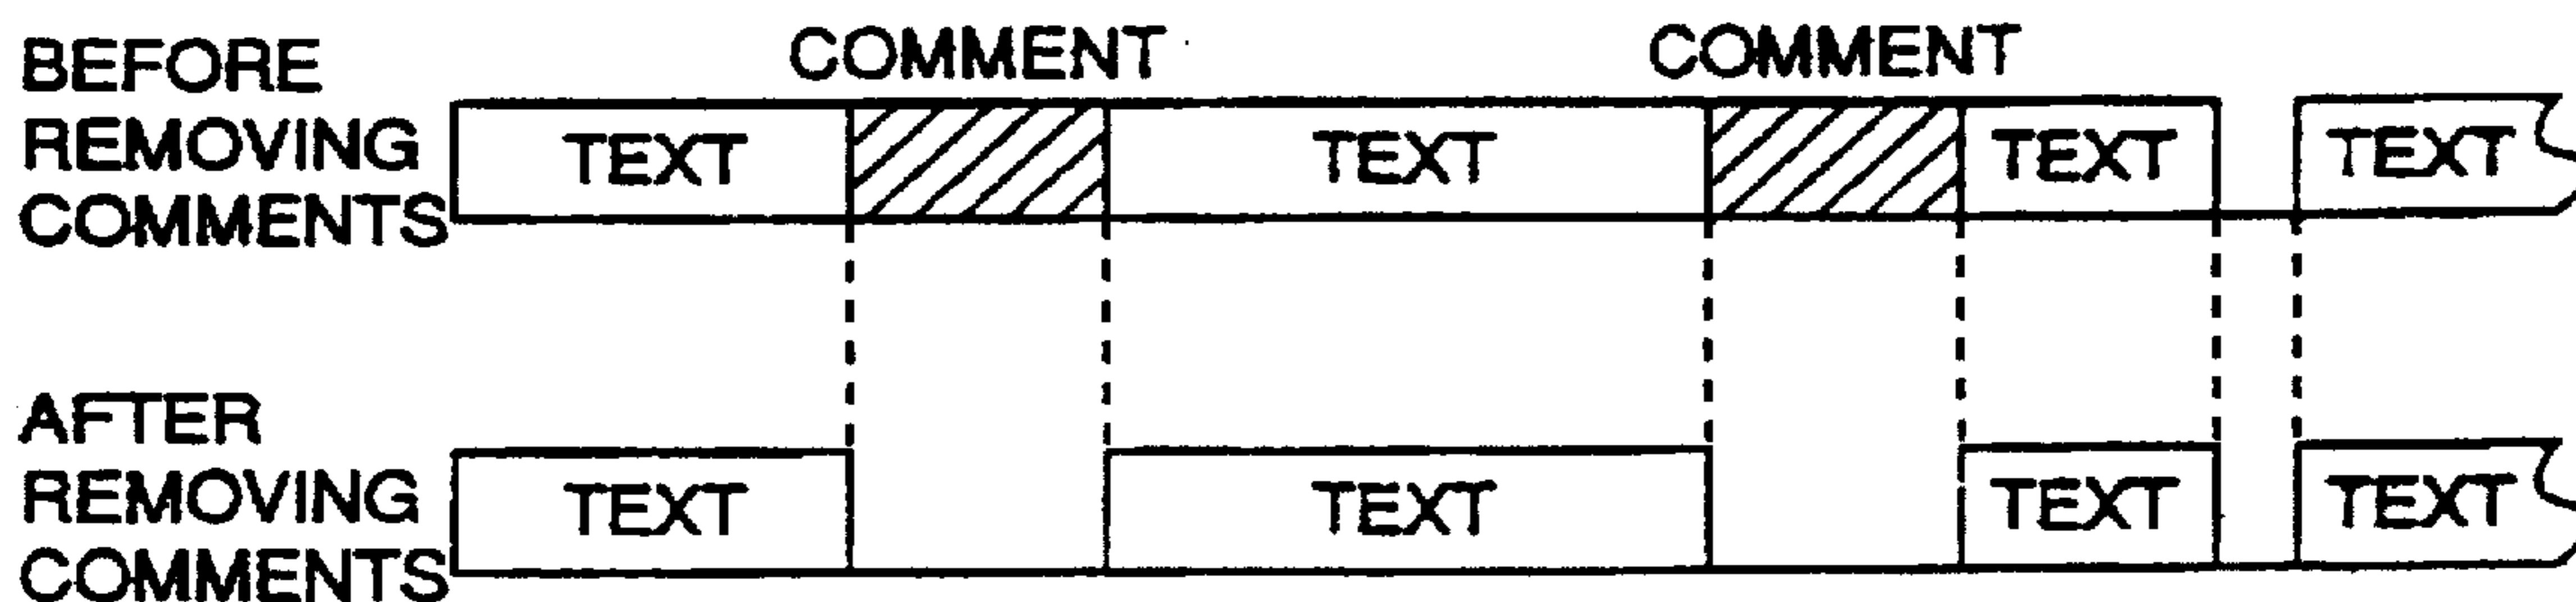 BEFORE
REMOVING
COMMENTS
COMMENT COMMENT
TEXT TEXT TEXT TEXT
AFTER
REMOVING
COMMENTS
TEXT TEXT TEXT TEXT